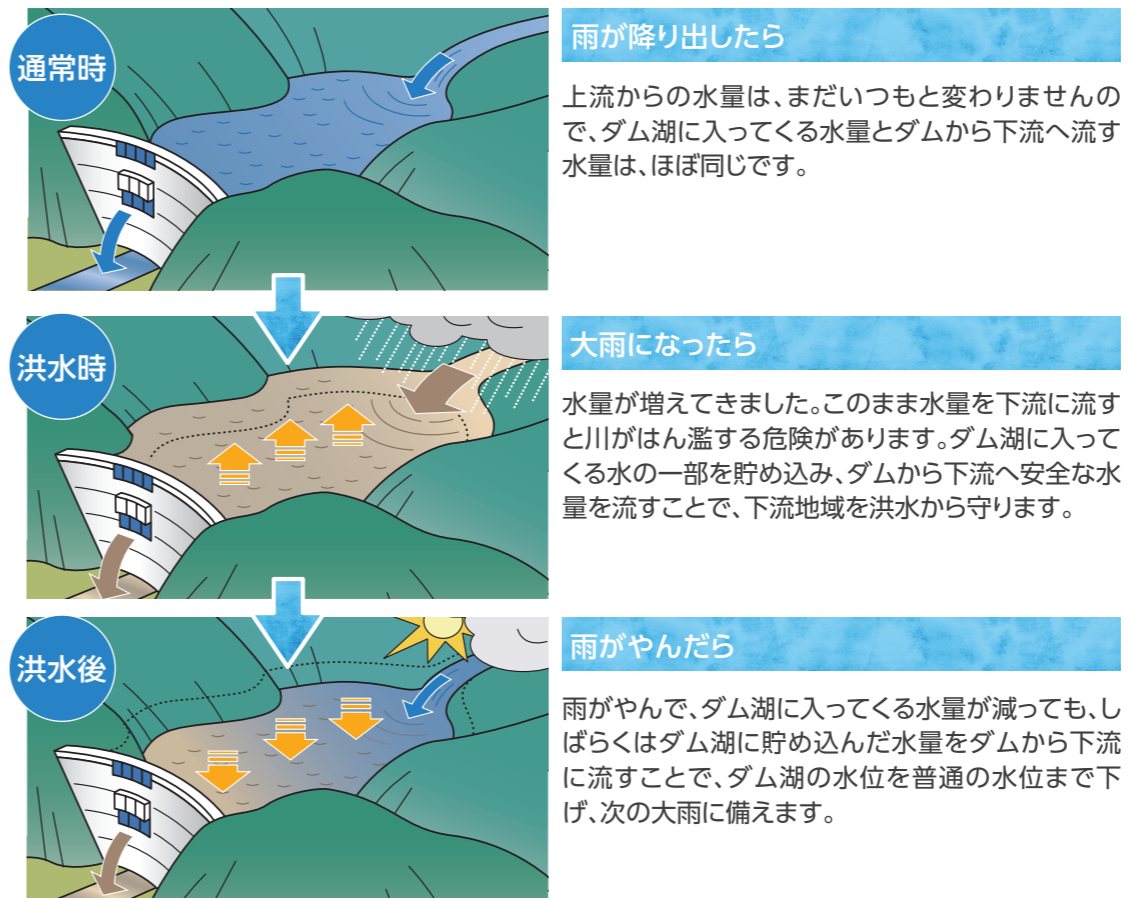 通常時
雨が降り出したら
上流からの水量は、まだいつもと変わりませんの
で、ダム湖に入ってくる水量とダムから下流へ流す
水量は、ほぼ同じです。
洪水時
大雨になったら
水量が増えてきました。このまま水量を下流に流す
と川がはん濫する危険があります。ダム湖に入って
くる水の一部を貯め込み、ダムから下流へ安全な水
量を流すことで、下流地域を洪水から守ります。
洪水後
雨がやんだら
雨がやんで、ダム湖に入ってくる水量が減っても、し
ばらくはダム湖に貯め込んだ水量をダムから下流
に流すことで、ダム湖の水位を普通の水位まで下
げ、次の大雨に備えます。